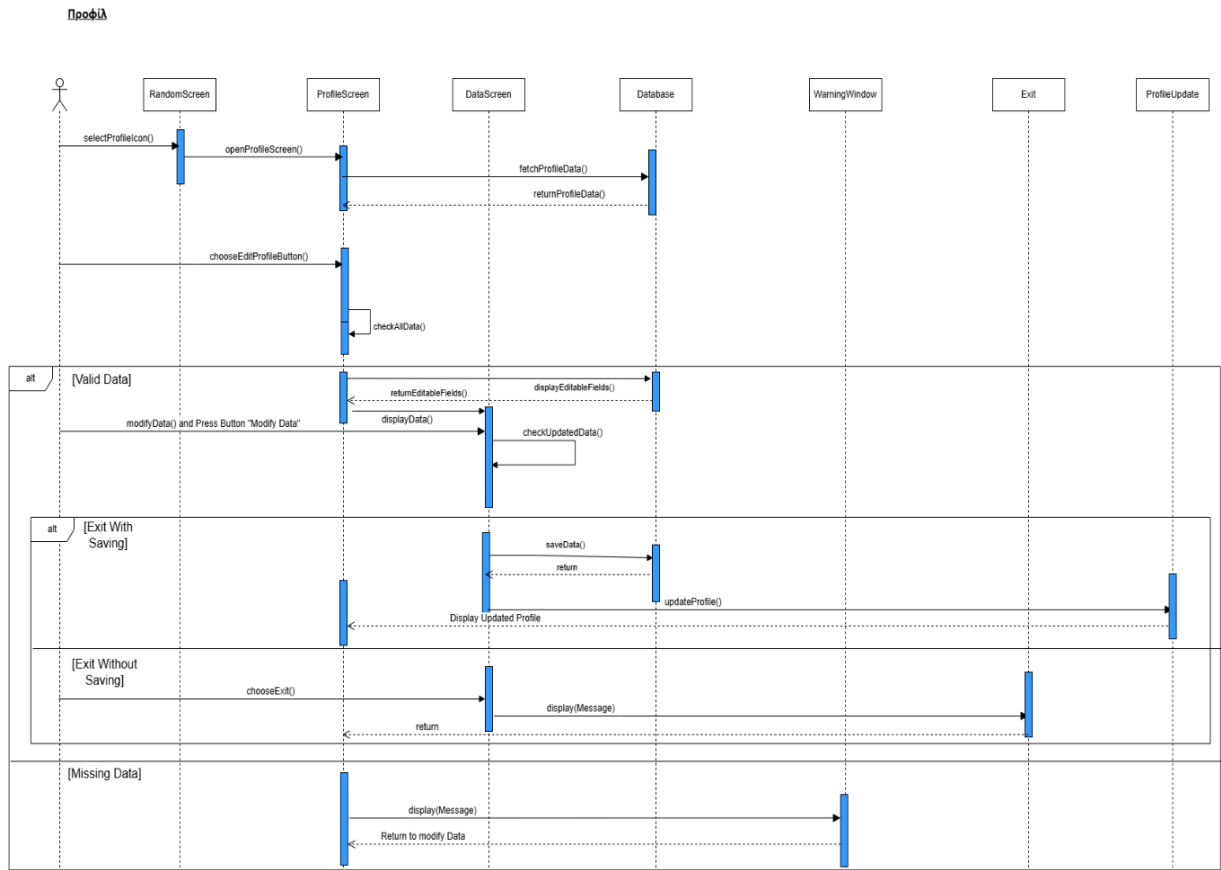 Προφίλ
RandomScreen
ProfileScreen
DataScreen
Database
WarningWindow
Exit
ProfileUpdate
selectProfileIcon()
openProfileScreen()
fetchProfileData()
returnProfileData()
chooseEditProfileButton()
checkAllData()
alt
[Valid Data]
displayEditableFields()
returnEditableFields()
displayData()
modifyData() and Press Button "Modify Data"
checkUpdatedData()
alt
[Exit With
Saving]
saveData()
return
updateProfile()
Display Updated Profile
[Exit Without
Saving]
chooseExit()
display(Message)
return
[Missing Data]
display(Message)
Return to modify Data